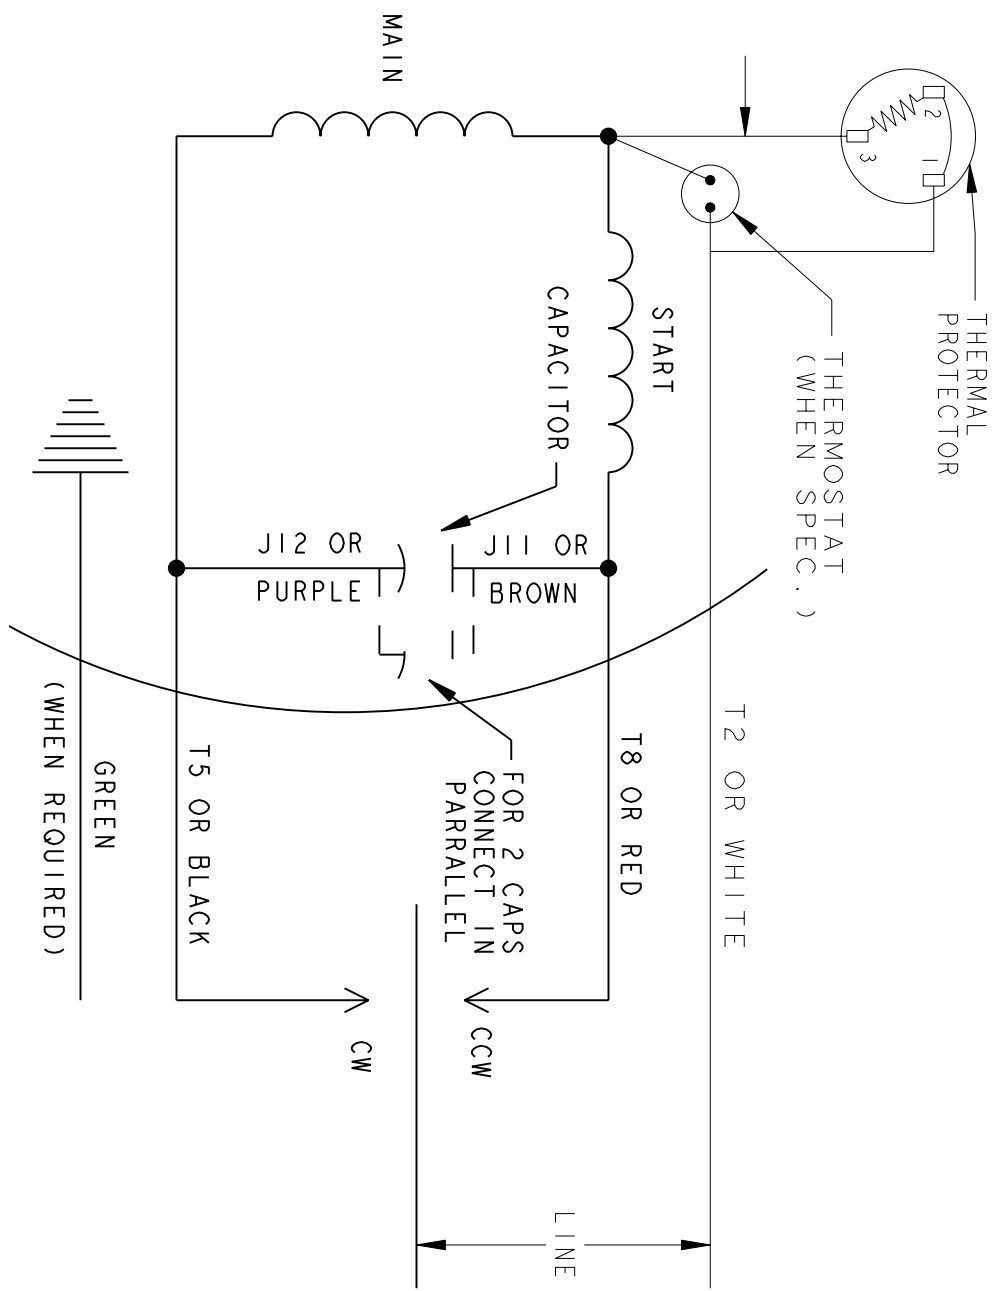 MAIN
2
3
1
THERMAL
PROTECTOR
THERMOSTAT
(WHEN SPEC.)
START
CAPACITOR
J12 OR
PURPLE
J11 OR
BROWN
T2 OR WHITE
T8 OR RED
FOR 2 CAPS
CONNECT IN
PARRALLEL
T5 OR BLACK
GREEN
(WHEN REQUIRED)
CCW
CW
LINE